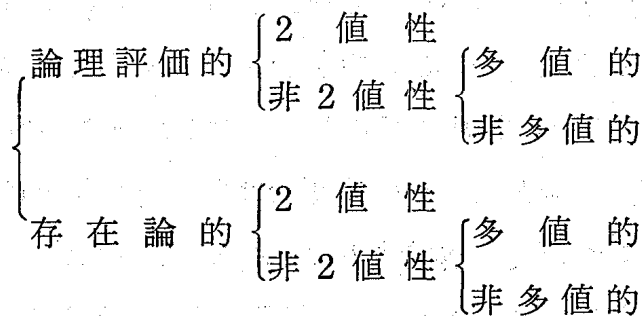 論理評価的
2値性
非2値性
多値的
非多値的
存在論的
2値性
非2値性
多値的
非多値的